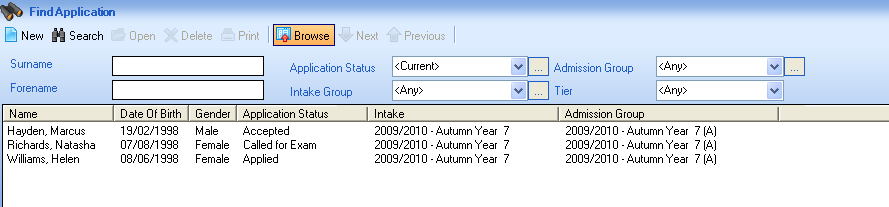 Find Application
New Search Open Delete Print Browse Next Previous
Surname Application Status <Current> ... Admission Group <Any> ...
Forename Intake Group <Any> ... Tier <Any>
Name Date Of Birth Gender Application Status Intake Admission Group
Hayden, Marcus 19/02/1998 Male Accepted 2009/2010 - Autumn Year 7 2009/2010 - Autumn Year 7 (A)
Richards, Natasha 07/08/1998 Female Called for Exam 2009/2010 - Autumn Year 7 2009/2010 - Autumn Year 7 (A)
Williams, Helen 08/06/1998 Female Applied 2009/2010 - Autumn Year 7 2009/2010 - Autumn Year 7 (A)